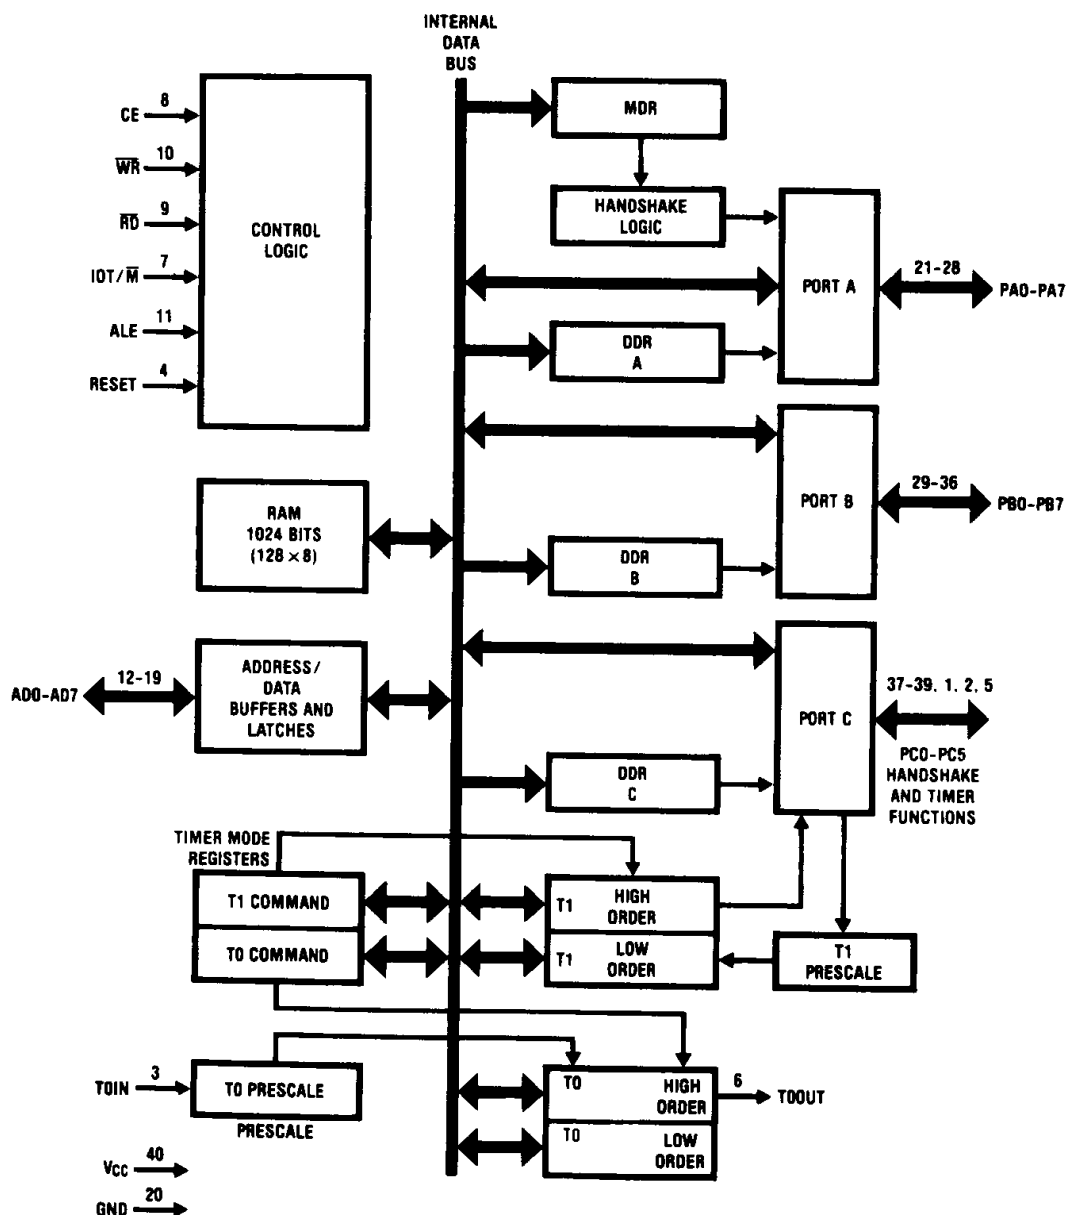 INTERNAL
DATA
BUS
CE
8
W̅R̅
10
R̅D̅
9
IOT/M̅
7
ALE
11
RESET
4
CONTROL
LOGIC
MDR
HANDSHAKE
LOGIC
PORT A
21-28
PA0-PA7
DDR
A
PORT B
29-36
PB0-PB7
RAM
1024 BITS
(128 × 8)
DDR
B
AD0-AD7
12-19
ADDRESS/
DATA
BUFFERS AND
LATCHES
PORT C
37-39, 1, 2, 5
PC0-PC5
HANDSHAKE
AND TIMER
FUNCTIONS
DDR
C
TIMER MODE
REGISTERS
T1 COMMAND
T0 COMMAND
T1
HIGH
ORDER
T1
LOW
ORDER
T1
PRESCALE
T0IN
3
T0 PRESCALE
PRESCALE
T0
HIGH
ORDER
6
T0OUT
T0
LOW
ORDER
VCC
40
GND
20